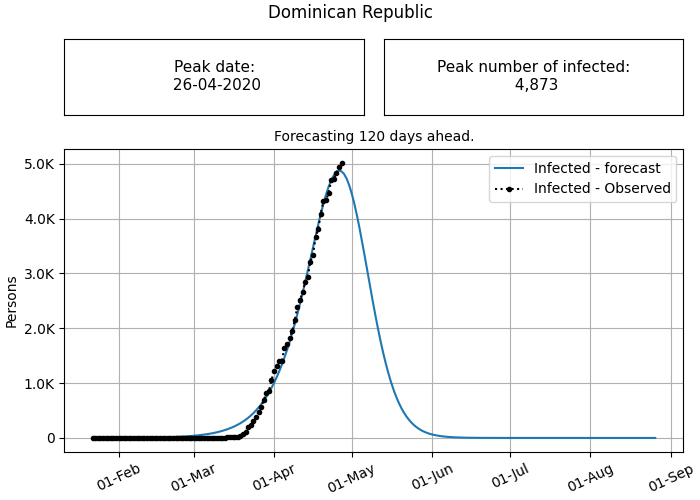 Dominican Republic
Peak date:
26-04-2020
Peak number of infected:
4,873
Forecasting 120 days ahead.
Infected - forecast
Infected - Observed
Persons
5.0K
4.0K
3.0K
2.0K
1.0K
0
01-Feb
01-Mar
01-Apr
01-May
01-Jun
01-Jul
01-Aug
01-Sep